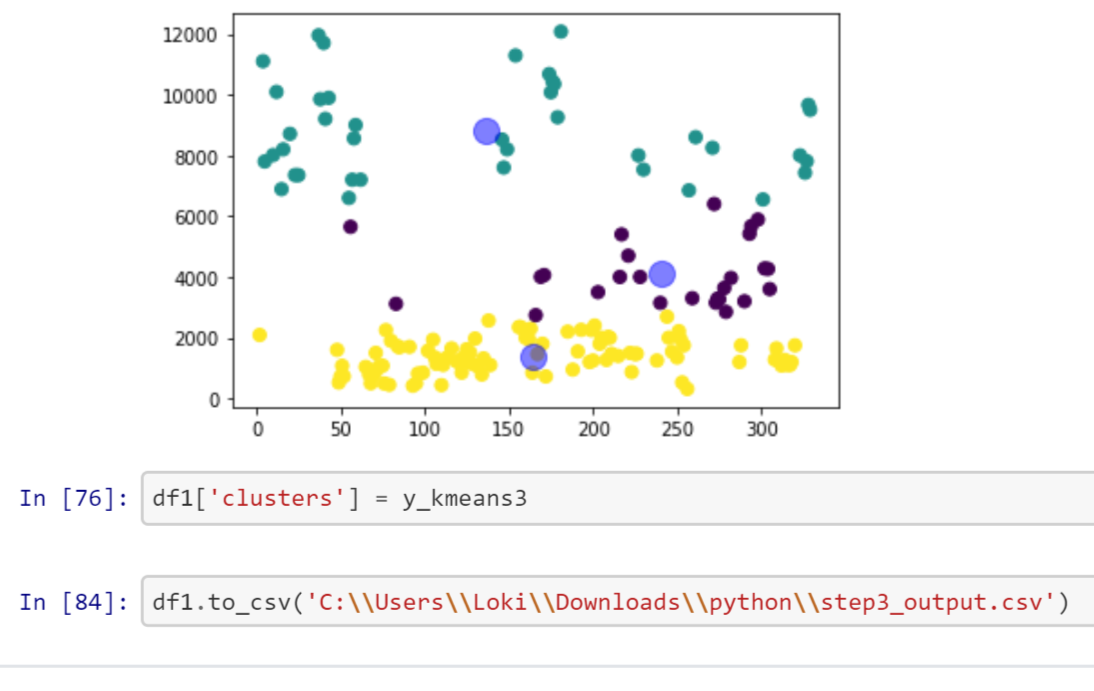 12000
10000
8000
6000
4000
2000
0
0 50 100 150 200 250 300
In [76]: df1['clusters'] = y_kmeans3
In [84]: df1.to_csv('C:\\Users\\Loki\\Downloads\\python\\step3_output.csv')